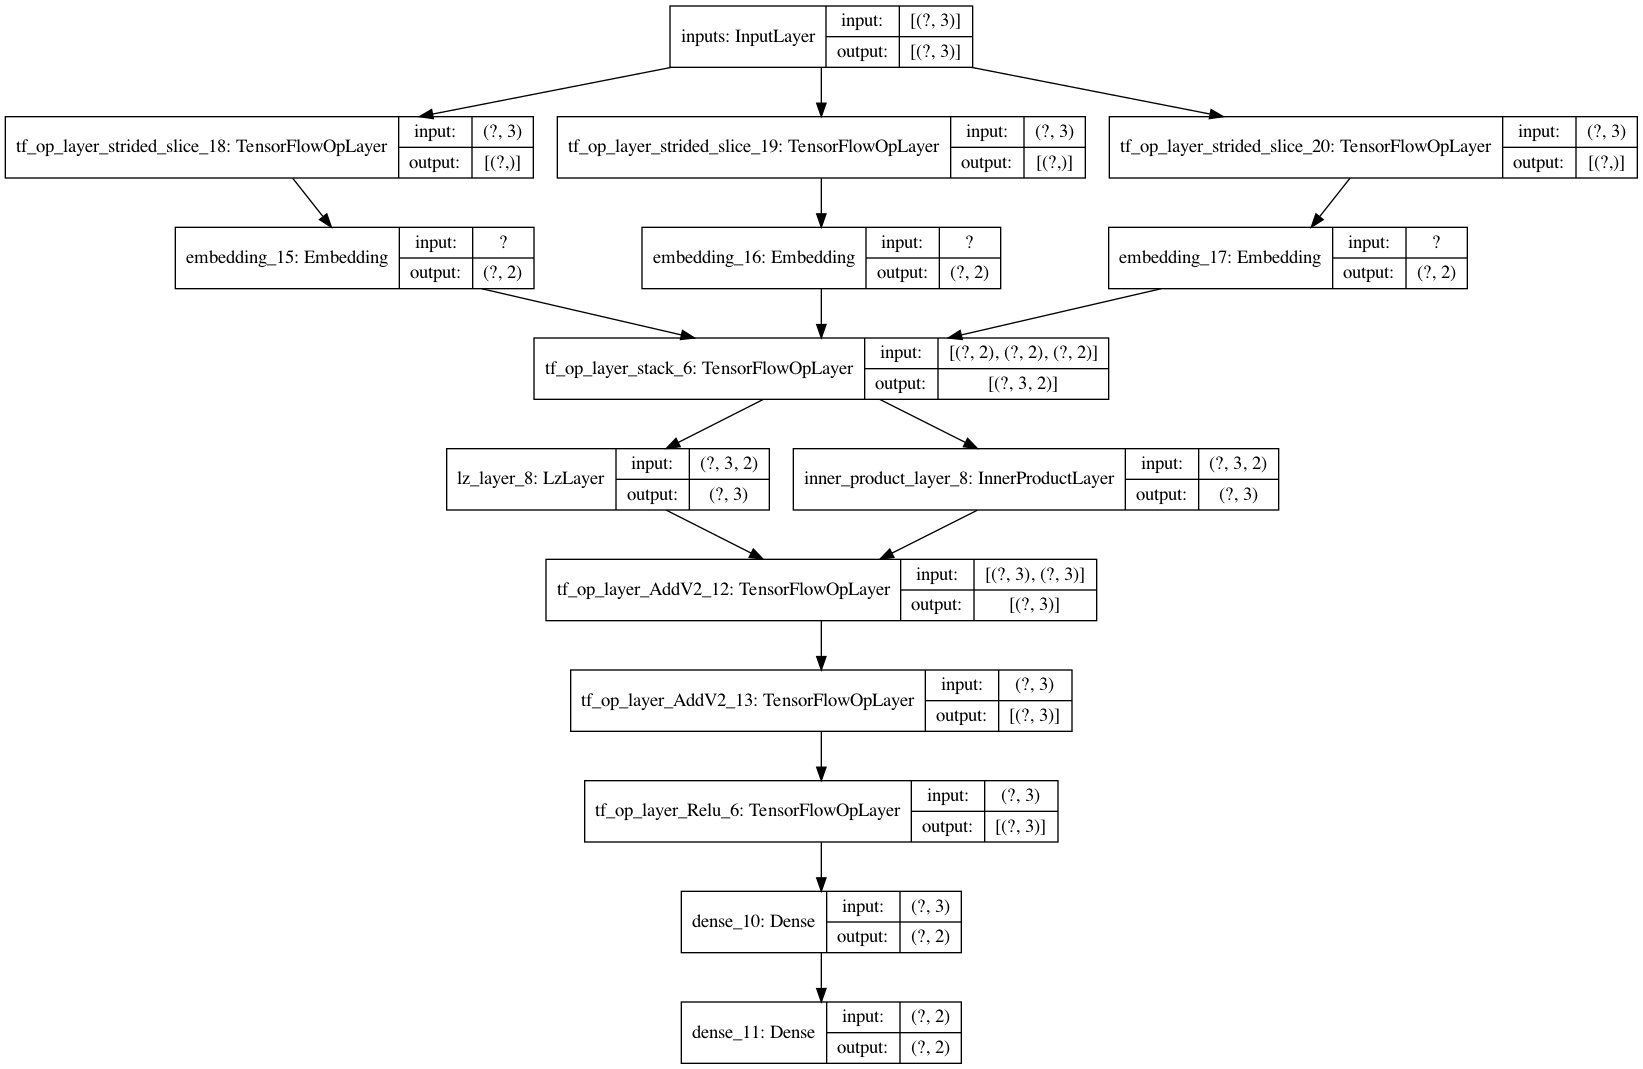 inputs: InputLayer
input:
[(?, 3)]
output:
[(?, 3)]
tf_op_layer_strided_slice_18: TensorFlowOpLayer
input:
(?, 3)
output:
[(?,)]
tf_op_layer_strided_slice_19: TensorFlowOpLayer
input:
(?, 3)
output:
[(?,)]
tf_op_layer_strided_slice_20: TensorFlowOpLayer
input:
(?, 3)
output:
[(?,)]
embedding_15: Embedding
input:
?
output:
(?, 2)
embedding_16: Embedding
input:
?
output:
(?, 2)
embedding_17: Embedding
input:
?
output:
(?, 2)
tf_op_layer_stack_6: TensorFlowOpLayer
input:
[(?, 2), (?, 2), (?, 2)]
output:
[(?, 3, 2)]
lz_layer_8: LzLayer
input:
(?, 3, 2)
output:
(?, 3)
inner_product_layer_8: InnerProductLayer
input:
(?, 3, 2)
output:
(?, 3)
tf_op_layer_AddV2_12: TensorFlowOpLayer
input:
[(?, 3), (?, 3)]
output:
[(?, 3)]
tf_op_layer_AddV2_13: TensorFlowOpLayer
input:
(?, 3)
output:
[(?, 3)]
tf_op_layer_Relu_6: TensorFlowOpLayer
input:
(?, 3)
output:
[(?, 3)]
dense_10: Dense
input:
(?, 3)
output:
(?, 2)
dense_11: Dense
input:
(?, 2)
output:
(?, 2)